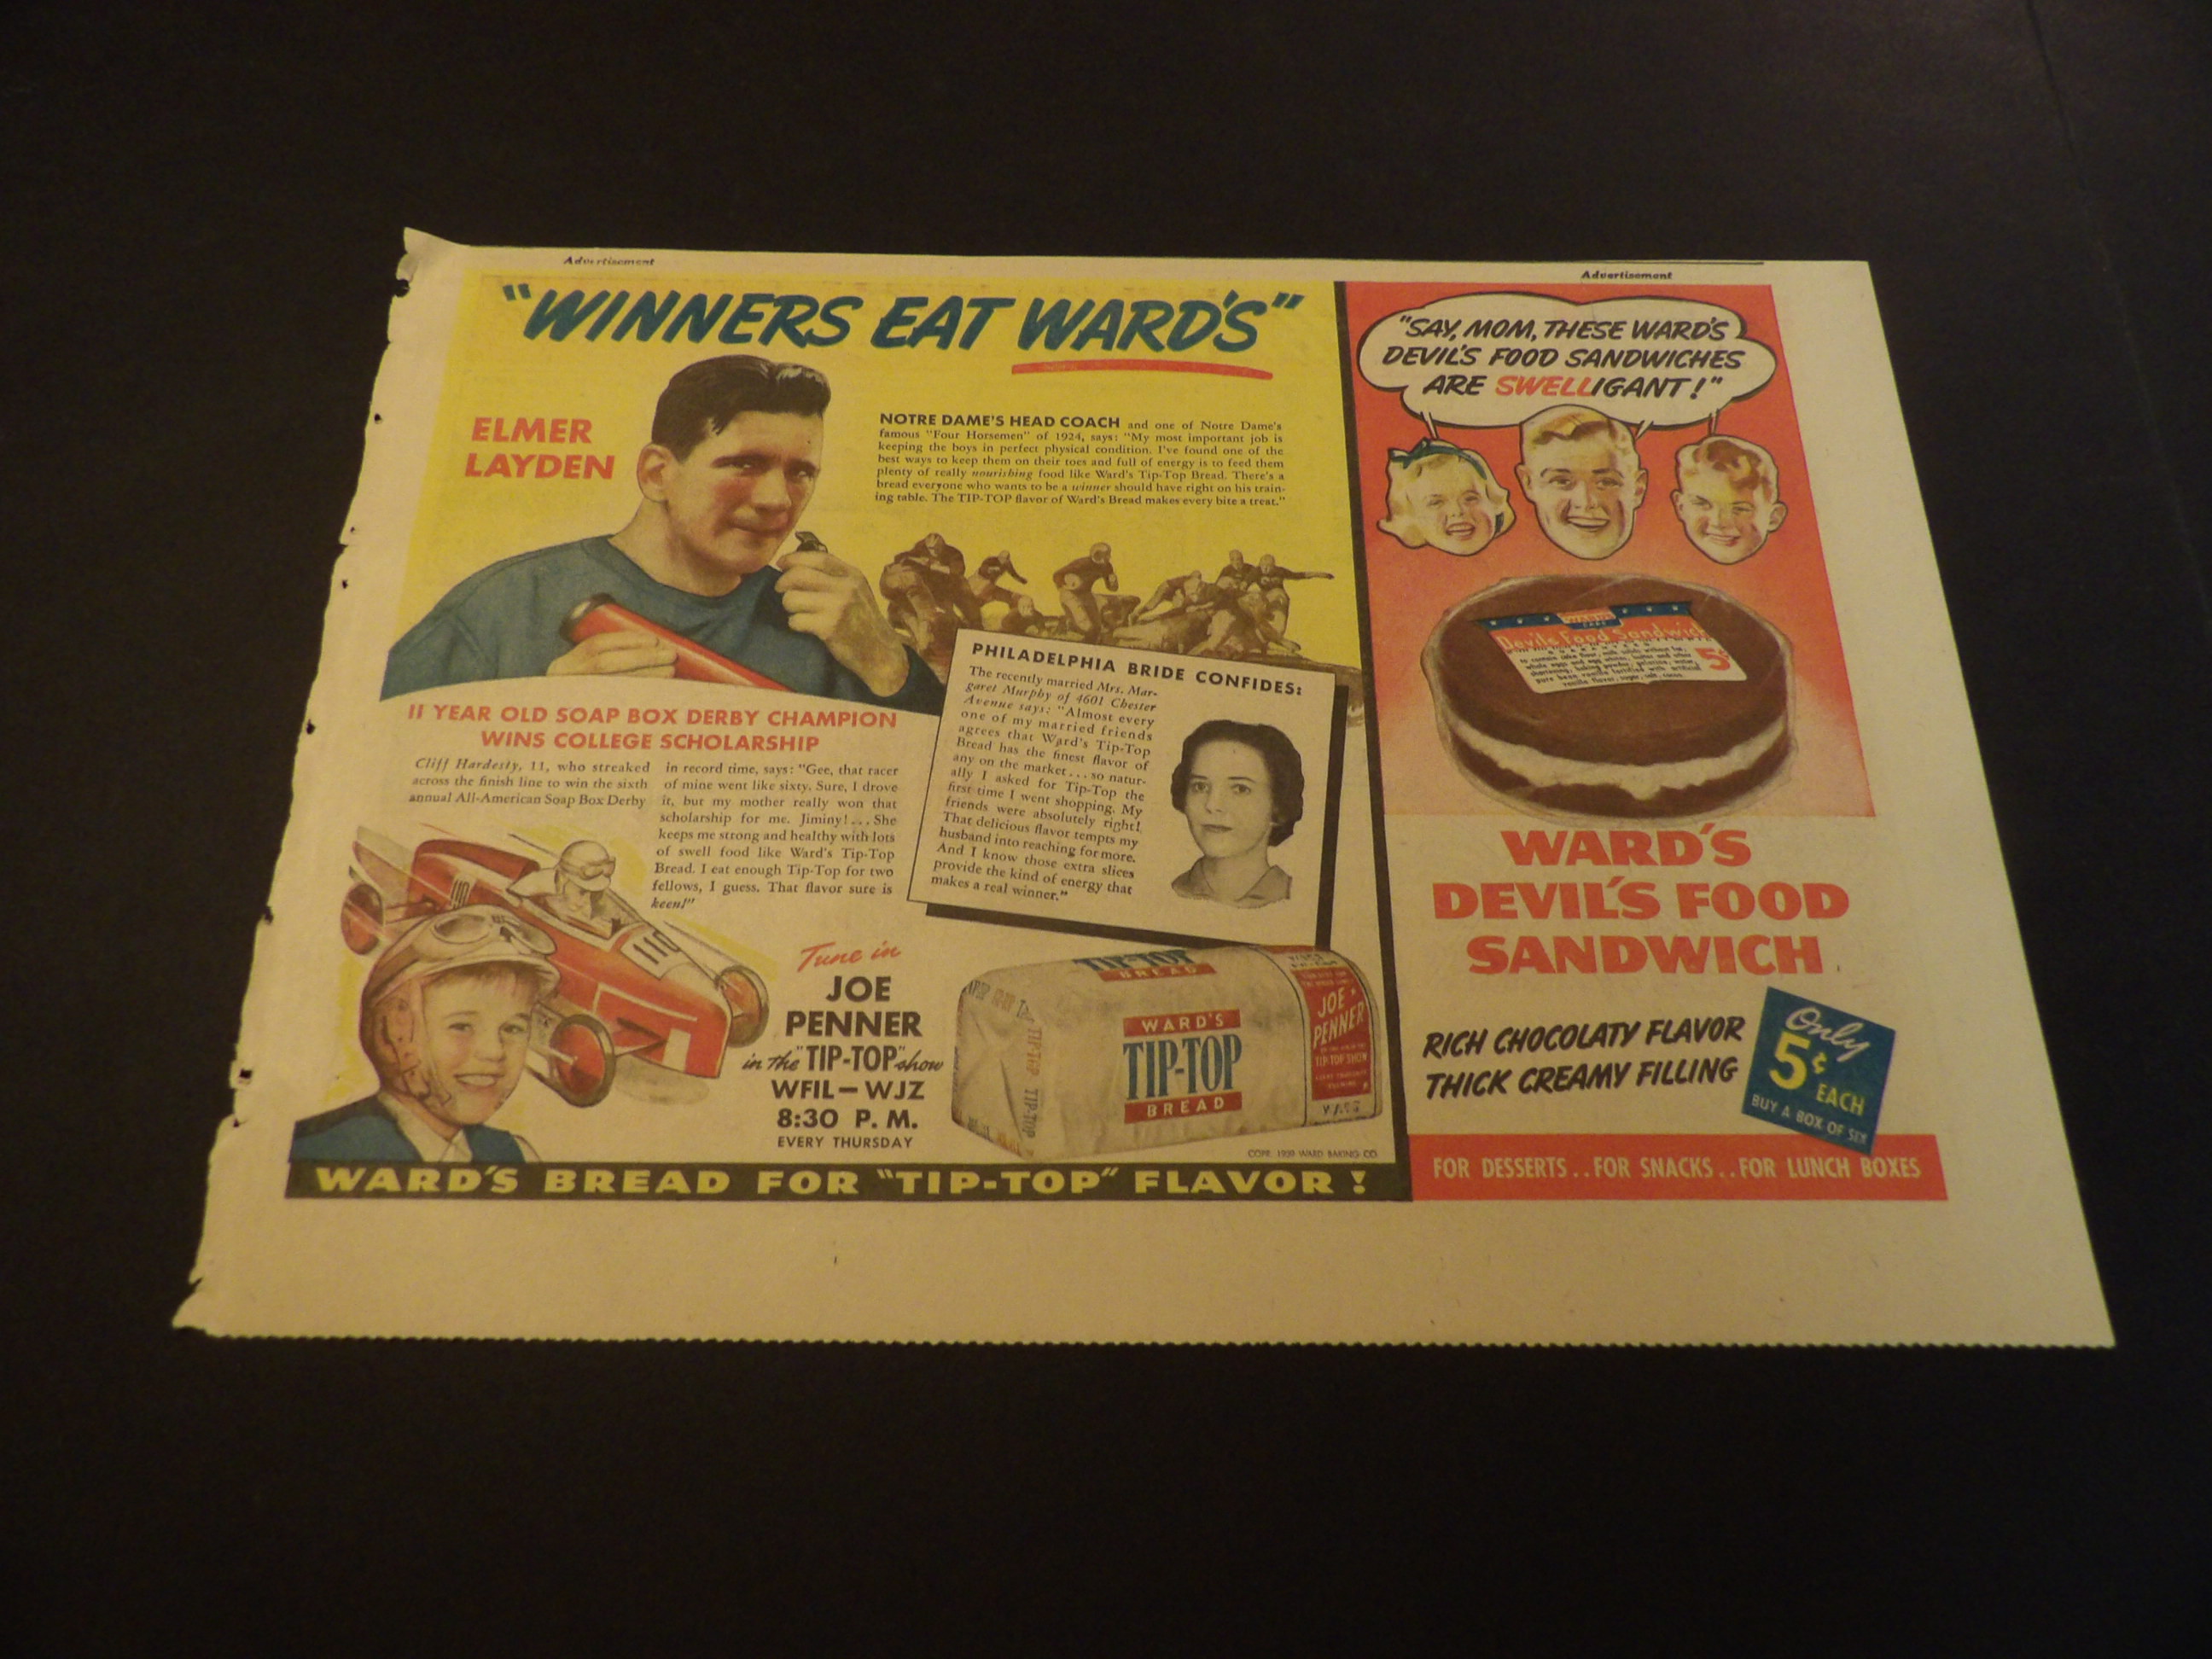 Advertisement
"WINNERS EAT WARD'S"
ELMER
LAYDEN
NOTRE DAME'S HEAD COACH and one of Notre Dame's
famous "Four Horsemen" of 1924, says: "My most important job is
keeping the boys in perfect physical condition. I've found one of the
best ways to keep them on their toes and full of energy is to feed them
plenty of really nourishing food like Ward's Tip-Top Bread. There's a
bread everyone who wants to be a winner should have right on his train-
ing table. The TIP-TOP flavor of Ward's Bread makes every bite a treat."
11 YEAR OLD SOAP BOX DERBY CHAMPION
WINS COLLEGE SCHOLARSHIP
Cliff Hardesty, 11, who streaked
across the finish line to win the sixth
annual All-American Soap Box Derby
in record time, says: "Gee, that racer
of mine went like sixty. Sure, I drove
it, but my mother really won that
scholarship for me. Jiminy! ... She
keeps me strong and healthy with lots
of swell food like Ward's Tip-Top
Bread. I eat enough Tip-Top for two
fellows, I guess. That flavor sure is
keen!"
PHILADELPHIA BRIDE CONFIDES:
The recently married Mrs. Mar-
garet Murphy of 4601 Chester
Avenue says: "Almost every
one of my married friends
agrees that Ward's Tip-Top
Bread has the finest flavor of
any on the market ... so natur-
ally I asked for Tip-Top the
first time I went shopping. My
friends were absolutely right!
That delicious flavor tempts my
husband into reaching for more.
And I know those extra slices
provide the kind of energy that
makes a real winner."
Tune in
JOE
PENNER
in the "TIP-TOP" show
WFIL—WJZ
8:30 P. M.
EVERY THURSDAY
TIP-TOP
BREAD
WARD'S
TIP-TOP
BREAD
TIP-TOP TIP-TOP
JOE
PENNER
TIP-TOP SHOW
COPR. 1939 WARD BAKING CO.
WARD'S BREAD FOR "TIP-TOP" FLAVOR!
Advertisement
"SAY, MOM, THESE WARD'S
DEVIL'S FOOD SANDWICHES
ARE SWELLIGANT!"
Devils Food Sandwich
5¢
WARD'S
DEVIL'S FOOD
SANDWICH
RICH CHOCOLATY FLAVOR
THICK CREAMY FILLING
Only
5¢
EACH
BUY A BOX OF SIX
FOR DESSERTS..FOR SNACKS..FOR LUNCH BOXES